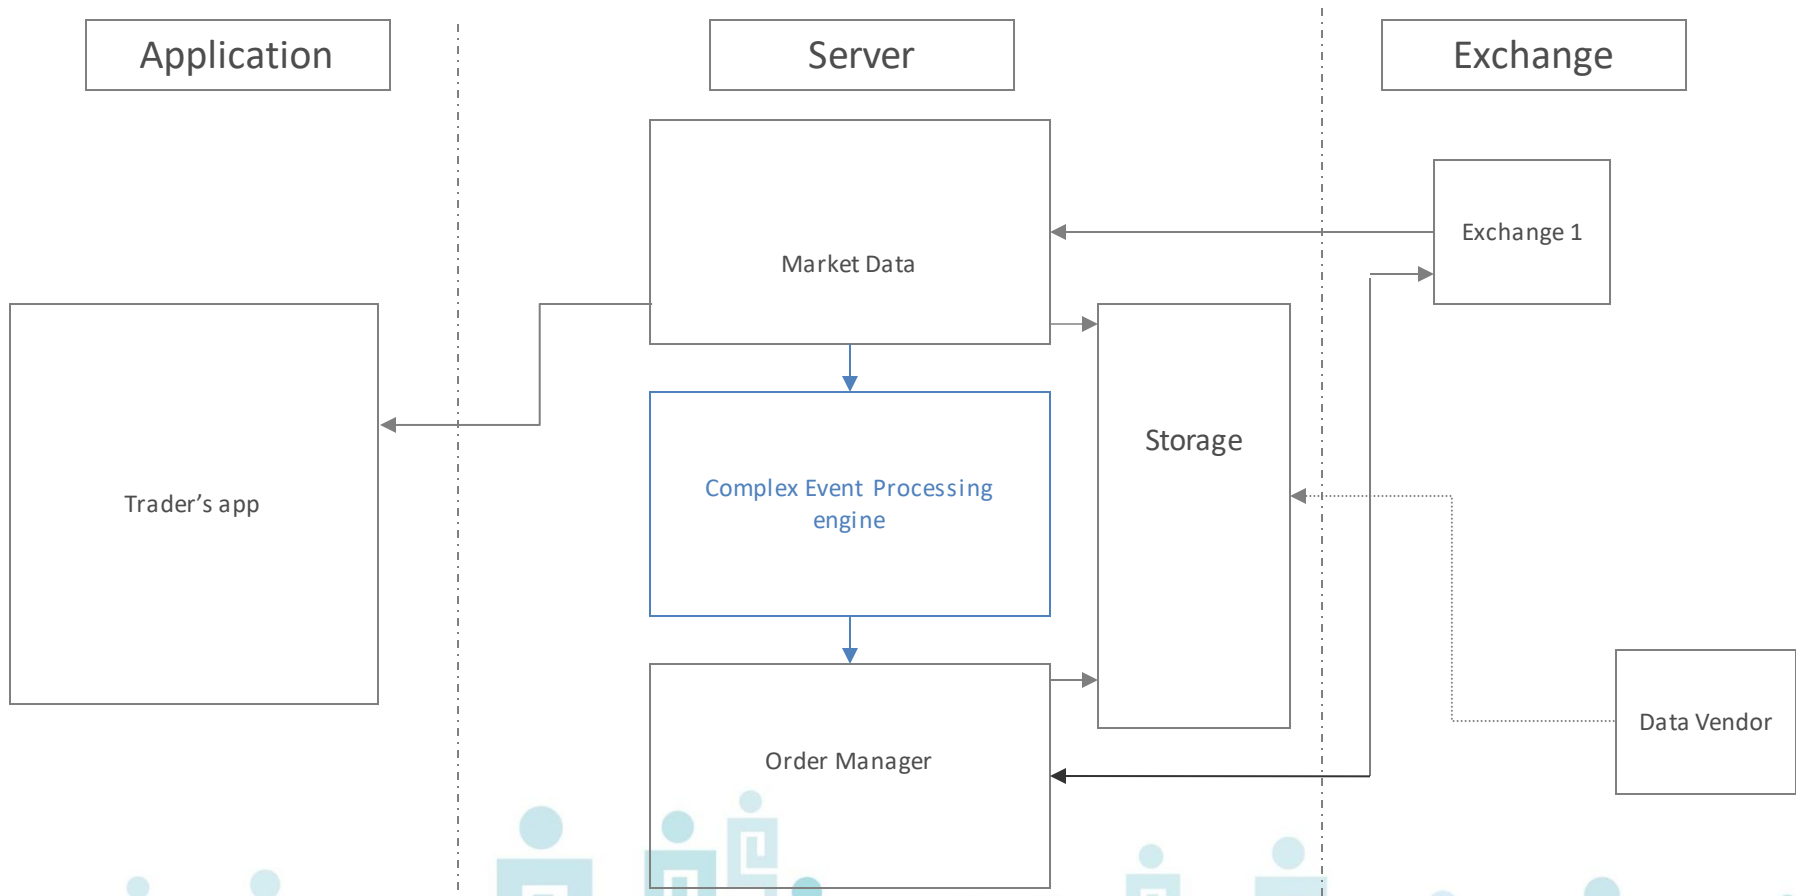 Application
Server
Exchange
Exchange 1
Market Data
Storage
Complex Event Processing
engine
Trader’s app
Data Vendor
Order Manager